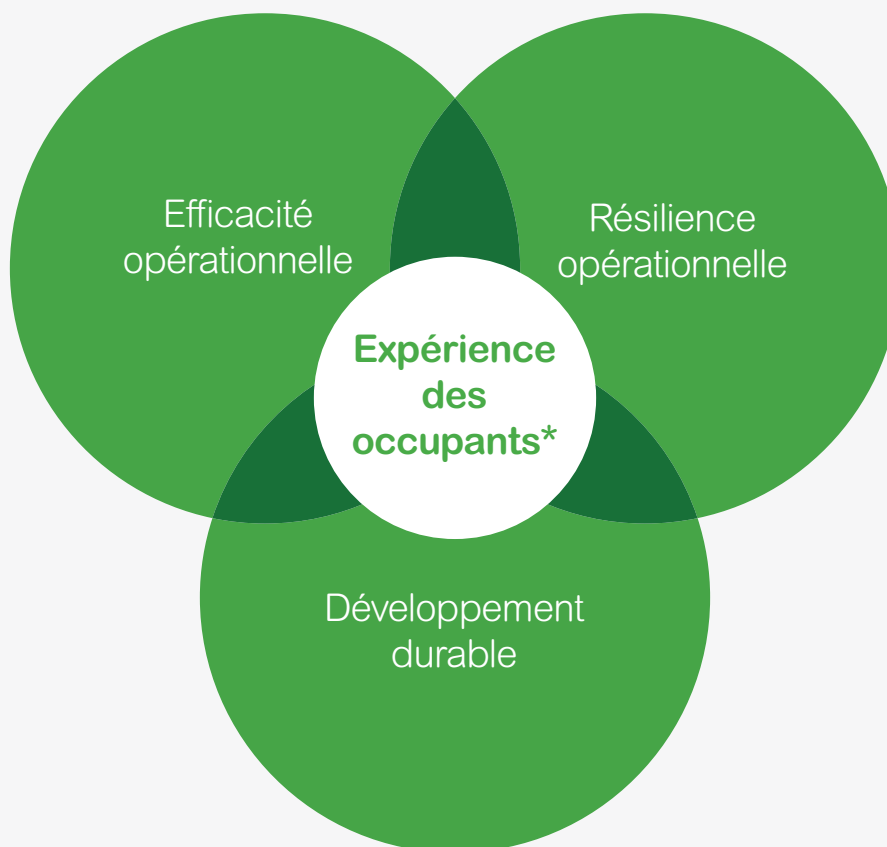 Efficacité
opérationnelle
Résilience
opérationnelle
Expérience
des
occupants*
Développement
durable